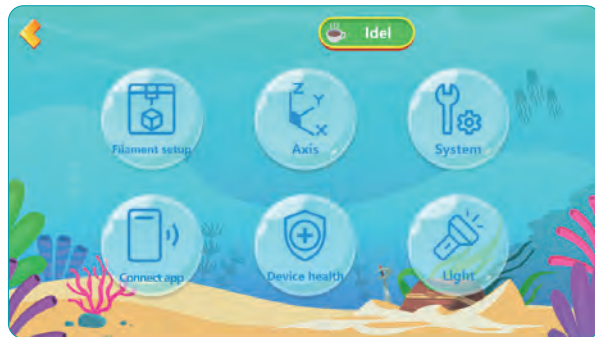 Idel
Filament setup
Z
Y
X
Axis
System
Connect app
Device health
Light